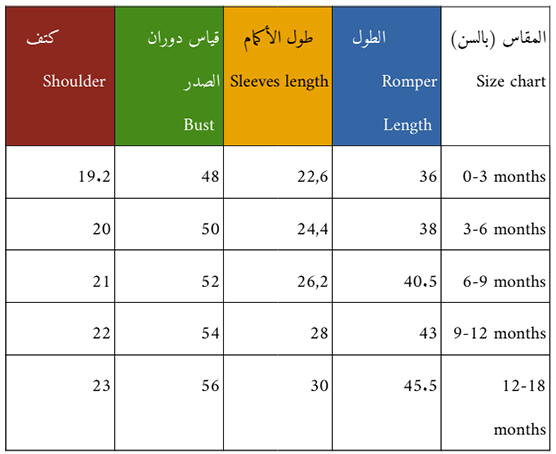 المقاس (بالسن)
Size chart
الطول
Romper
Length
طول الأكمام
Sleeves length
قياس دوران
الصدر
Bust
كتف
Shoulder
0-3 months 36 22,6 48 19.2
3-6 months 38 24,4 50 20
6-9 months 40.5 26,2 52 21
9-12 months 43 28 54 22
12-18 45.5 30 56 23
months